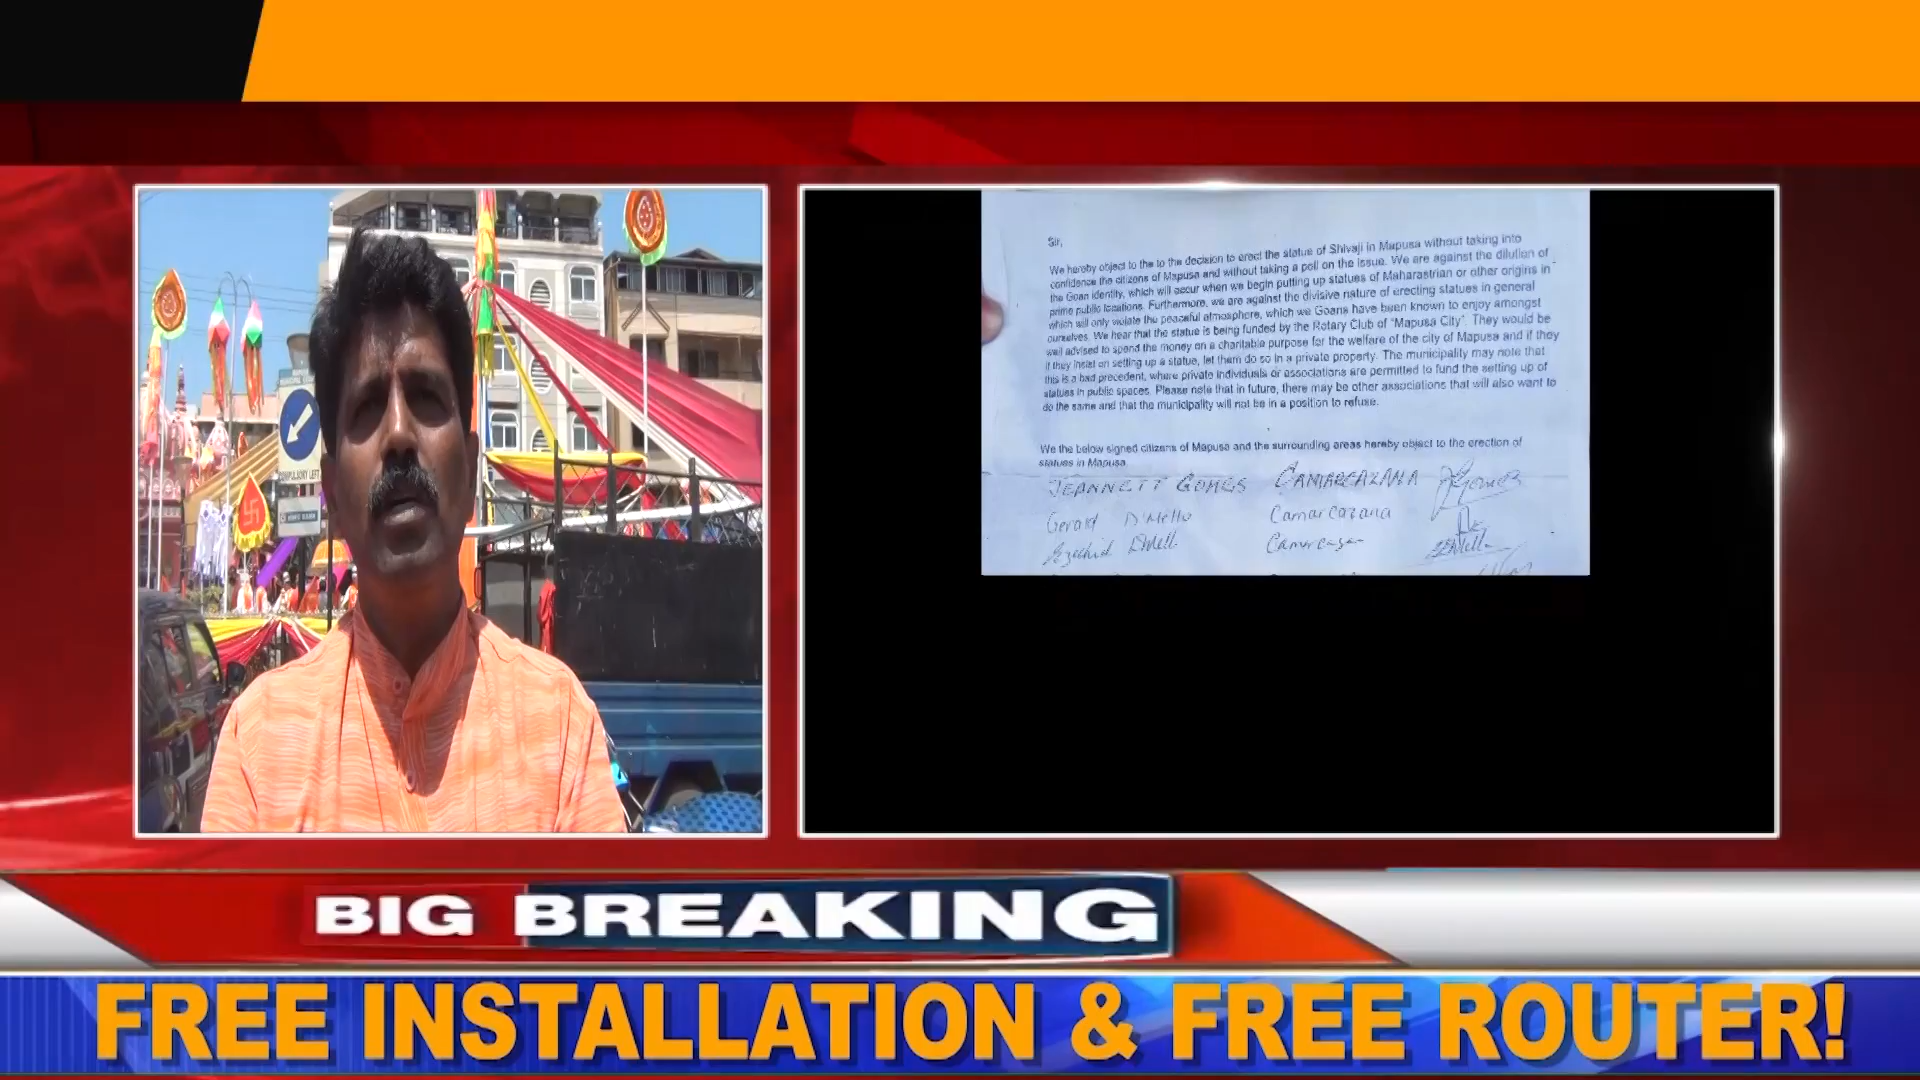 COMPULSORY LEFT
Sir,
We hereby object to the to the decision to erect the statue of Shivaji in Mapusa without taking into
confidence the citizens of Mapusa and without taking a poll on the issue. We are against the dilution of
the Goan identity, which will occur when we begin putting up statues of Maharastrian or other origins in
prime public locations. Furthermore, we are against the divisive nature of erecting statues in general
which will only violate the peaceful atmosphere, which we Goans have been known to enjoy amongst
ourselves. We hear that the statue is being funded by the Rotary Club of "Mapusa City". They would be
well advised to spend the money on a charitable purpose for the welfare of the city of Mapusa and if they
if they insist on setting up a statue, let them do so in a private property. The municipality may note that
this is a bad precedent, where private individuals or associations are permitted to fund the setting up of
statues in public spaces. Please note that in future, there may be other associations that will also want to
do the same and that the municipality will not be in a position to refuse.
We the below signed citizens of Mapusa and the surrounding areas hereby object to the erection of
statues in Mapusa
JEANNETT GOMES CAMARCAZANA
Gerald D'Mello Camarcazana
BIG BREAKING
FREE INSTALLATION & FREE ROUTER!